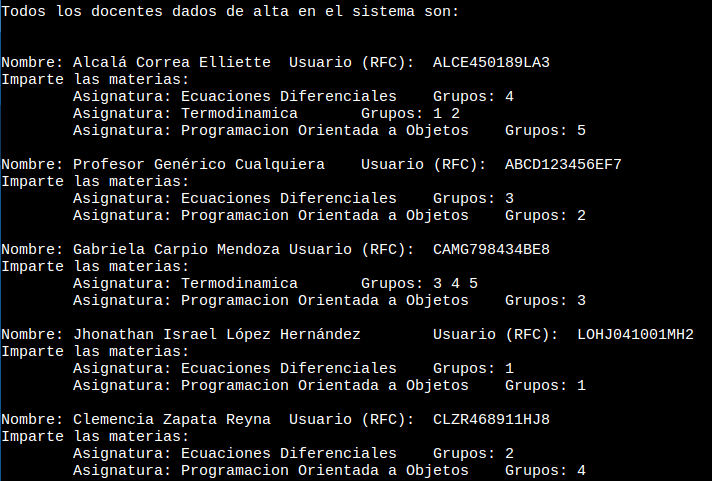 Todos los docentes dados de alta en el sistema son:
Nombre: Alcalá Correa Elliette  Usuario (RFC):  ALCE450189LA3
Imparte las materias:
Asignatura: Ecuaciones Diferenciales    Grupos: 4
Asignatura: Termodinamica       Grupos: 1 2
Asignatura: Programacion Orientada a Objetos    Grupos: 5
Nombre: Profesor Genérico Cualquiera    Usuario (RFC):  ABCD123456EF7
Imparte las materias:
Asignatura: Ecuaciones Diferenciales    Grupos: 3
Asignatura: Programacion Orientada a Objetos    Grupos: 2
Nombre: Gabriela Carpio Mendoza Usuario (RFC):  CAMG798434BE8
Imparte las materias:
Asignatura: Termodinamica       Grupos: 3 4 5
Asignatura: Programacion Orientada a Objetos    Grupos: 3
Nombre: Jhonathan Israel López Hernández        Usuario (RFC):  LOHJ041001MH2
Imparte las materias:
Asignatura: Ecuaciones Diferenciales    Grupos: 1
Asignatura: Programacion Orientada a Objetos    Grupos: 1
Nombre: Clemencia Zapata Reyna  Usuario (RFC):  CLZR468911HJ8
Imparte las materias:
Asignatura: Ecuaciones Diferenciales    Grupos: 2
Asignatura: Programacion Orientada a Objetos    Grupos: 4